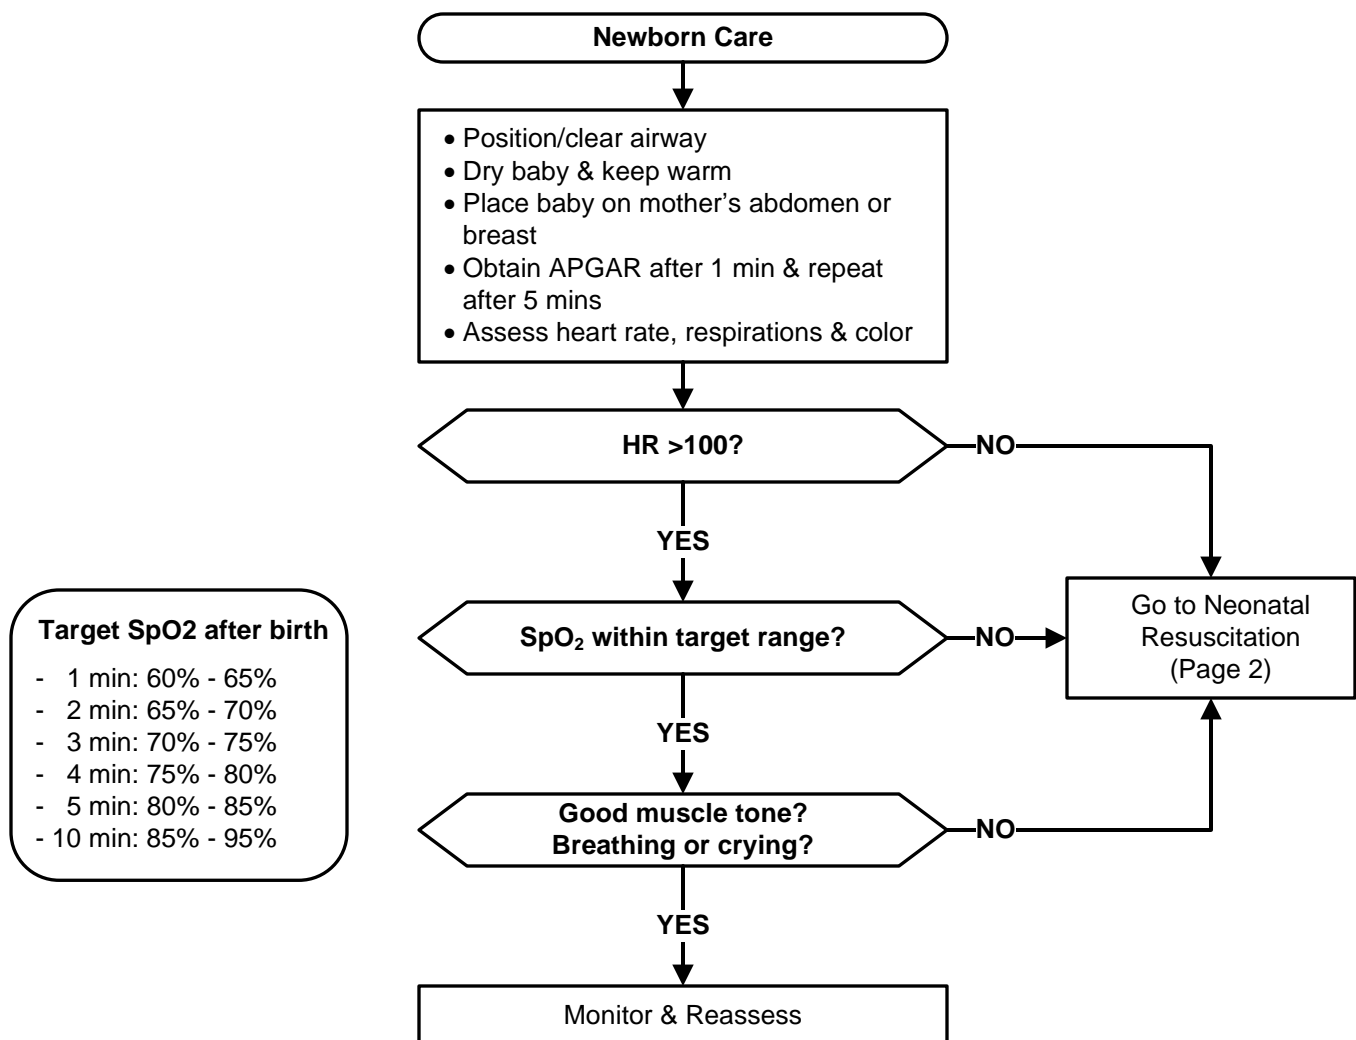 Newborn Care
• Position/clear airway
• Dry baby & keep warm
• Place baby on mother’s abdomen or
breast
• Obtain APGAR after 1 min & repeat
after 5 mins
• Assess heart rate, respirations & color
HR >100?
NO
YES
Target SpO2 after birth
- 1 min: 60% - 65%
- 2 min: 65% - 70%
- 3 min: 70% - 75%
- 4 min: 75% - 80%
- 5 min: 80% - 85%
- 10 min: 85% - 95%
SpO₂ within target range?
NO
Go to Neonatal
Resuscitation
(Page 2)
YES
Good muscle tone?
Breathing or crying?
NO
YES
Monitor & Reassess